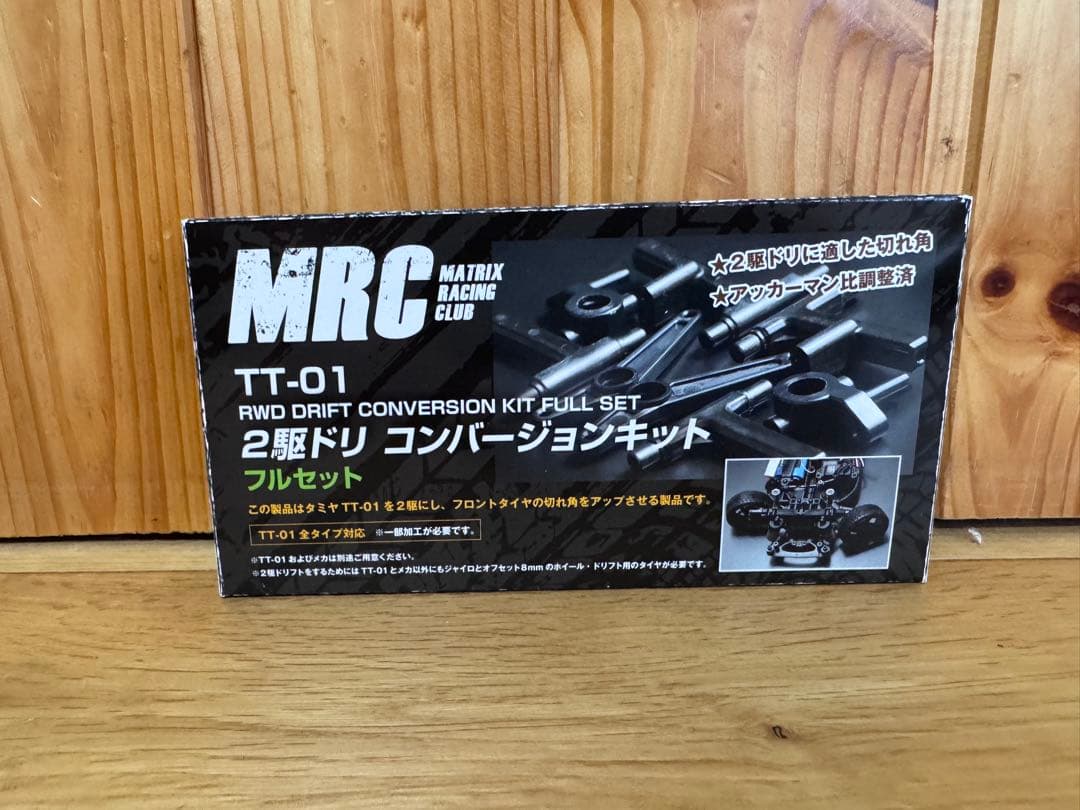 MRC MATRIX
RACING
CLUB
★2駆ドリに適した切れ角
★アッカーマン比調整済
TT-01
RWD DRIFT CONVERSION KIT FULL SET
2駆ドリ コンバージョンキット
フルセット
この製品はタミヤ TT-01 を2駆にし、フロントタイヤの切れ角をアップさせる製品です。
TT-01 全タイプ対応 ※一部加工が必要です。
※TT-01 およびメカは別途ご用意ください。
※2駆ドリフトをするためには TT-01 とメカ以外にもジャイロとオフセット8mm のホイール・ドリフト用のタイヤが必要です。